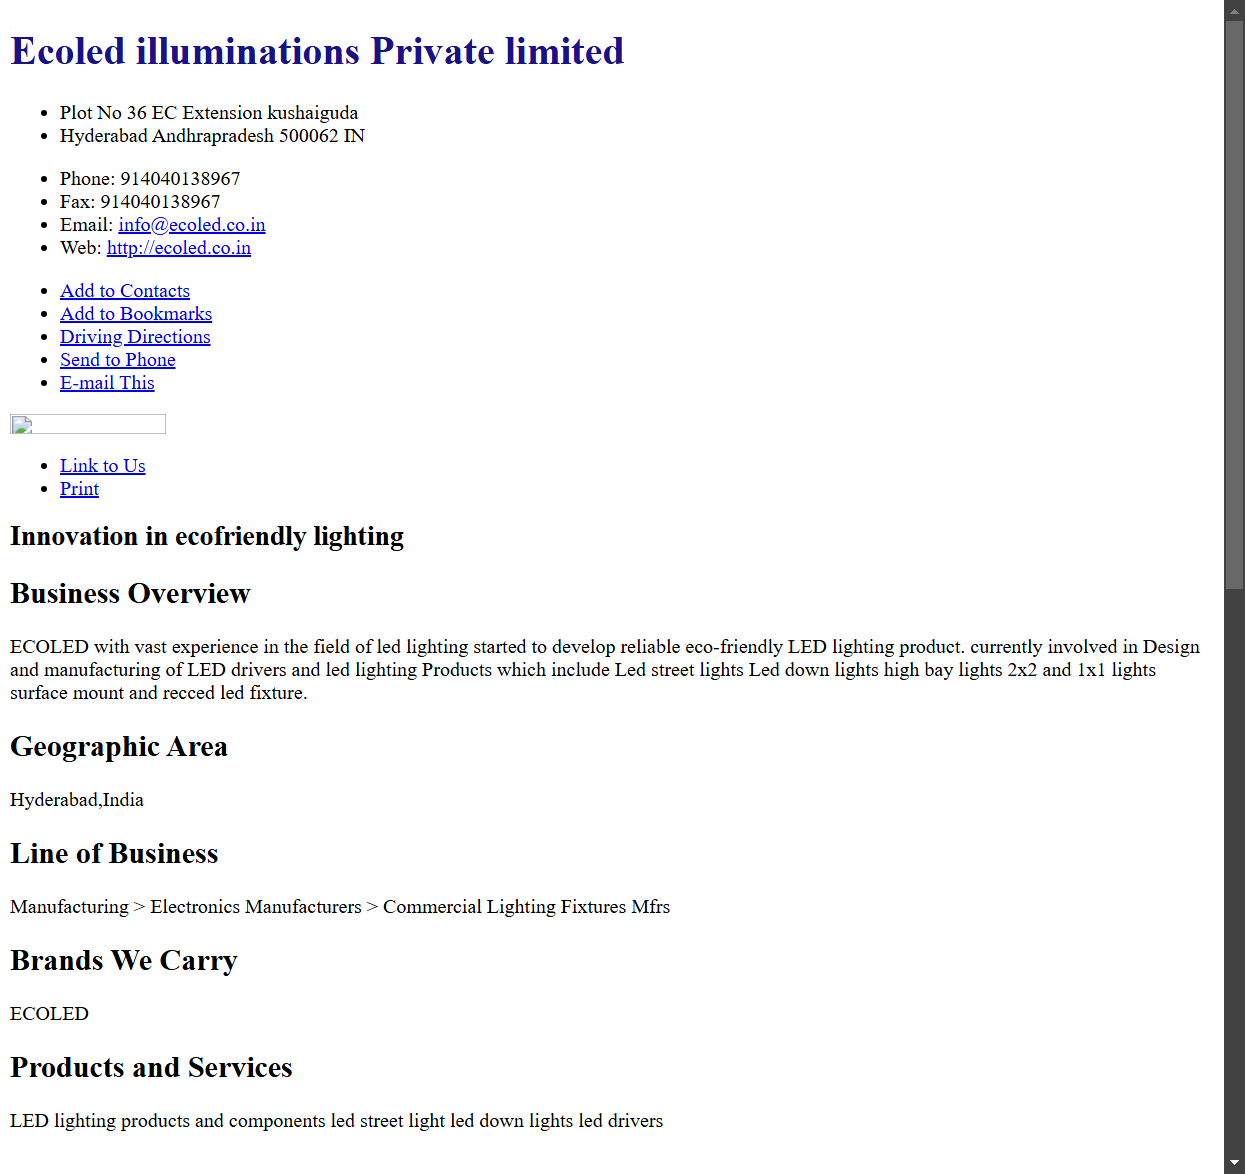 Ecoled illuminations Private limited
Plot No 36 EC Extension kushaiguda
Hyderabad Andhrapradesh 500062 IN
Phone: 914040138967
Fax: 914040138967
Email: info@ecoled.co.in
Web: http://ecoled.co.in
Add to Contacts
Add to Bookmarks
Driving Directions
Send to Phone
E-mail This
Link to Us
Print
Innovation in ecofriendly lighting
Business Overview
ECOLED with vast experience in the field of led lighting started to develop reliable eco-friendly LED lighting product. currently involved in Design
and manufacturing of LED drivers and led lighting Products which include Led street lights Led down lights high bay lights 2x2 and 1x1 lights
surface mount and recced led fixture.
Geographic Area
Hyderabad,India
Line of Business
Manufacturing > Electronics Manufacturers > Commercial Lighting Fixtures Mfrs
Brands We Carry
ECOLED
Products and Services
LED lighting products and components led street light led down lights led drivers